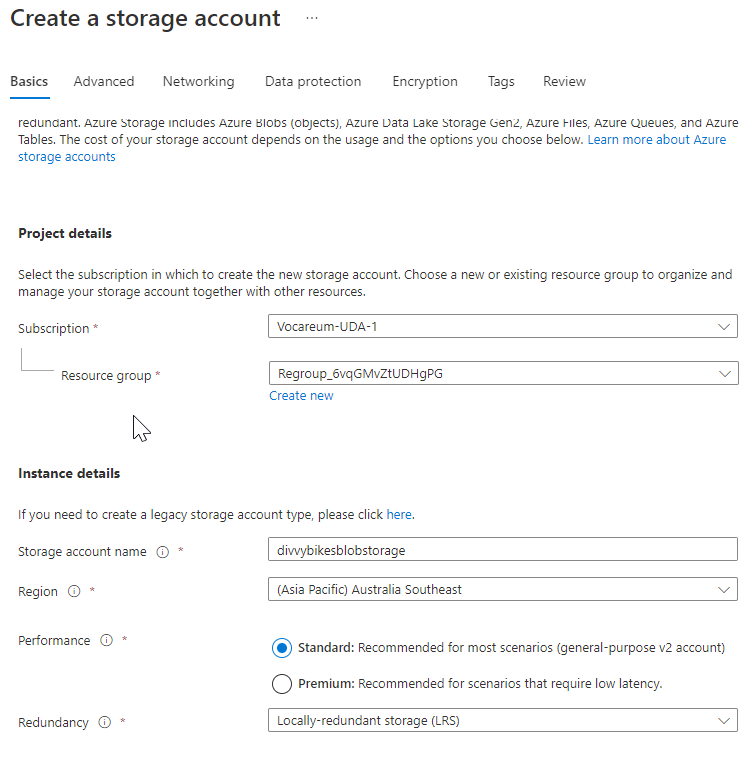 Create a storage account ...
Basics Advanced Networking Data protection Encryption Tags Review
redundant. Azure Storage includes Azure Blobs (objects), Azure Data Lake Storage Gen2, Azure Files, Azure Queues, and Azure
Tables. The cost of your storage account depends on the usage and the options you choose below. Learn more about Azure
storage accounts
Project details
Select the subscription in which to create the new storage account. Choose a new or existing resource group to organize and
manage your storage account together with other resources.
Subscription * Vocareum-UDA-1
Resource group * Regroup_6vqGMvZtUDHgPG
Create new
Instance details
If you need to create a legacy storage account type, please click here.
Storage account name * divvybikesblobstorage
Region * (Asia Pacific) Australia Southeast
Performance * Standard: Recommended for most scenarios (general-purpose v2 account)
Premium: Recommended for scenarios that require low latency.
Redundancy * Locally-redundant storage (LRS)